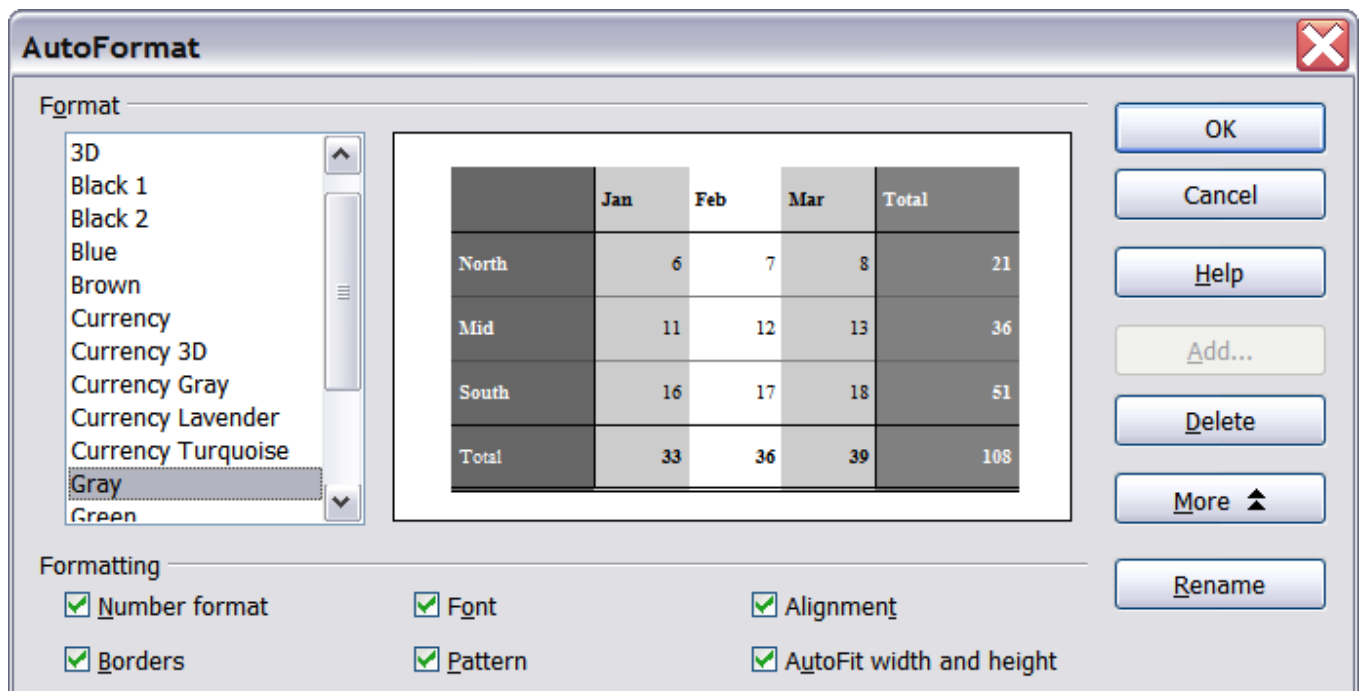 AutoFormat
Format
3D
Black 1
Black 2
Blue
Brown
Currency
Currency 3D
Currency Gray
Currency Lavender
Currency Turquoise
Gray
Green
Jan Feb Mar Total
North 6 7 8 21
Mid 11 12 13 36
South 16 17 18 51
Total 33 36 39 108
OK
Cancel
Help
Add...
Delete
More
Rename
Formatting
Number format Font Alignment
Borders Pattern AutoFit width and height